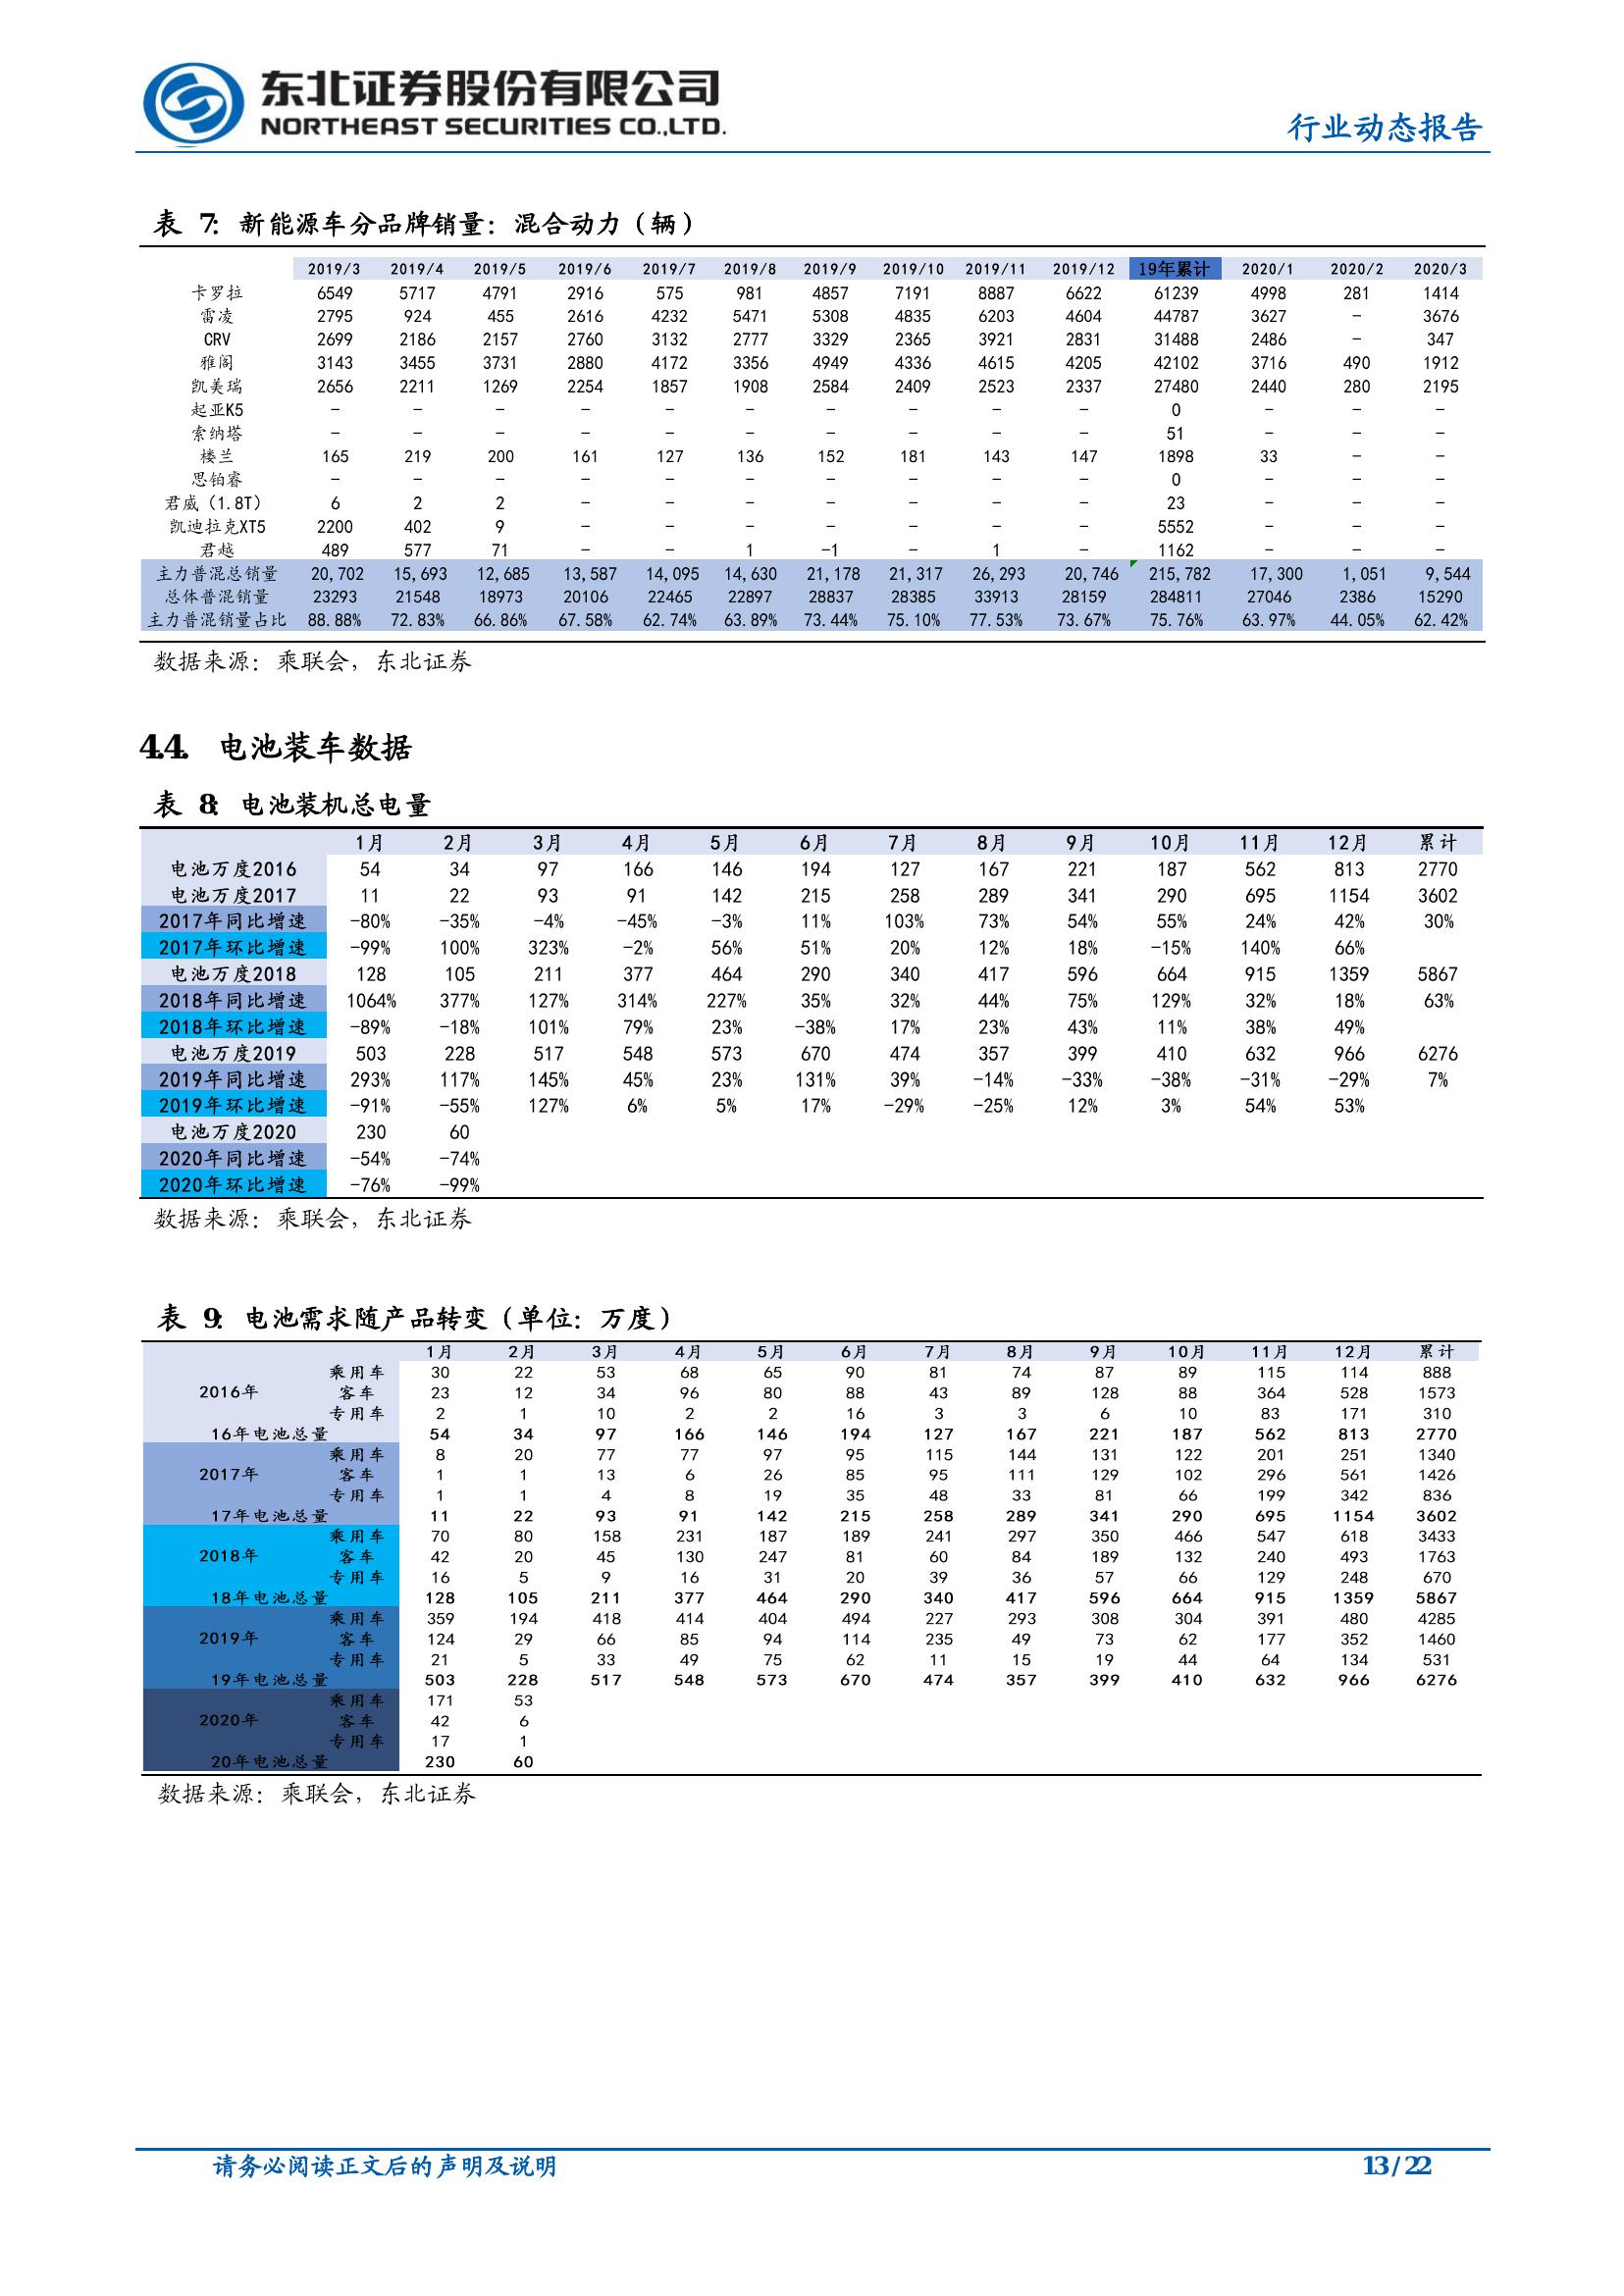 东北证券股份有限公司
NORTHEAST SECURITIES CO.,LTD.
行业动态报告
表 7: 新能源车分品牌销量：混合动力（辆）
2019/3 2019/4 2019/5 2019/6 2019/7 2019/8 2019/9 2019/10 2019/11 2019/12 19年累计 2020/1 2020/2 2020/3
卡罗拉 6549 5717 4791 2916 575 981 4857 7191 8887 6622 61239 4998 281 1414
雷凌 2795 924 455 2616 4232 5471 5308 4835 6203 4604 44787 3627 - 3676
CRV 2699 2186 2157 2760 3132 2777 3329 2365 3921 2831 31488 2486 - 347
雅阁 3143 3455 3731 2880 4172 3356 4949 4336 4615 4205 42102 3716 490 1912
凯美瑞 2656 2211 1269 2254 1857 1908 2584 2409 2523 2337 27480 2440 280 2195
起亚K5 - - - - - - - - - - 0 - - -
索纳塔 - - - - - - - - - - 51 - - -
楼兰 165 219 200 161 127 136 152 181 143 147 1898 33 - -
思铂睿 - - - - - - - - - - 0 - - -
君威（1.8T） 6 2 2 - - - - - - - 23 - - -
凯迪拉克XT5 2200 402 9 - - - - - - - 5552 - - -
君越 489 577 71 - - 1 -1 - 1 - 1162 - - -
主力普混总销量 20,702 15,693 12,685 13,587 14,095 14,630 21,178 21,317 26,293 20,746 215,782 17,300 1,051 9,544
总体普混销量 23293 21548 18973 20106 22465 22897 28837 28385 33913 28159 284811 27046 2386 15290
主力普混销量占比 88.88% 72.83% 66.86% 67.58% 62.74% 63.89% 73.44% 75.10% 77.53% 73.67% 75.76% 63.97% 44.05% 62.42%
数据来源：乘联会，东北证券
4.4. 电池装车数据
表 8: 电池装机总电量
1月 2月 3月 4月 5月 6月 7月 8月 9月 10月 11月 12月 累计
电池万度2016 54 34 97 166 146 194 127 167 221 187 562 813 2770
电池万度2017 11 22 93 91 142 215 258 289 341 290 695 1154 3602
2017年同比增速 -80% -35% -4% -45% -3% 11% 103% 73% 54% 55% 24% 42% 30%
2017年环比增速 -99% 100% 323% -2% 56% 51% 20% 12% 18% -15% 140% 66%
电池万度2018 128 105 211 377 464 290 340 417 596 664 915 1359 5867
2018年同比增速 1064% 377% 127% 314% 227% 35% 32% 44% 75% 129% 32% 18% 63%
2018年环比增速 -89% -18% 101% 79% 23% -38% 17% 23% 43% 11% 38% 49%
电池万度2019 503 228 517 548 573 670 474 357 399 410 632 966 6276
2019年同比增速 293% 117% 145% 45% 23% 131% 39% -14% -33% -38% -31% -29% 7%
2019年环比增速 -91% -55% 127% 6% 5% 17% -29% -25% 12% 3% 54% 53%
电池万度2020 230 60
2020年同比增速 -54% -74%
2020年环比增速 -76% -99%
数据来源：乘联会，东北证券
表 9: 电池需求随产品转变（单位：万度）
1月 2月 3月 4月 5月 6月 7月 8月 9月 10月 11月 12月 累计
乘用车 30 22 53 68 65 90 81 74 87 89 115 114 888
2016年 客车 23 12 34 96 80 88 43 89 128 88 364 528 1573
专用车 2 1 10 2 2 16 3 3 6 10 83 171 310
16年电池总量 54 34 97 166 146 194 127 167 221 187 562 813 2770
乘用车 8 20 77 77 97 95 115 144 131 122 201 251 1340
2017年 客车 1 1 13 6 26 85 95 111 129 102 296 561 1426
专用车 1 1 4 8 19 35 48 33 81 66 199 342 836
17年电池总量 11 22 93 91 142 215 258 289 341 290 695 1154 3602
乘用车 70 80 158 231 187 189 241 297 350 466 547 618 3433
2018年 客车 42 20 45 130 247 81 60 84 189 132 240 493 1763
专用车 16 5 9 16 31 20 39 36 57 66 129 248 670
18年电池总量 128 105 211 377 464 290 340 417 596 664 915 1359 5867
乘用车 359 194 418 414 404 494 227 293 308 304 391 480 4285
2019年 客车 124 29 66 85 94 114 235 49 73 62 177 352 1460
专用车 21 5 33 49 75 62 11 15 19 44 64 134 531
19年电池总量 503 228 517 548 573 670 474 357 399 410 632 966 6276
乘用车 171 53
2020年 客车 42 6
专用车 17 1
20年电池总量 230 60
数据来源：乘联会，东北证券
请务必阅读正文后的声明及说明
13 / 22